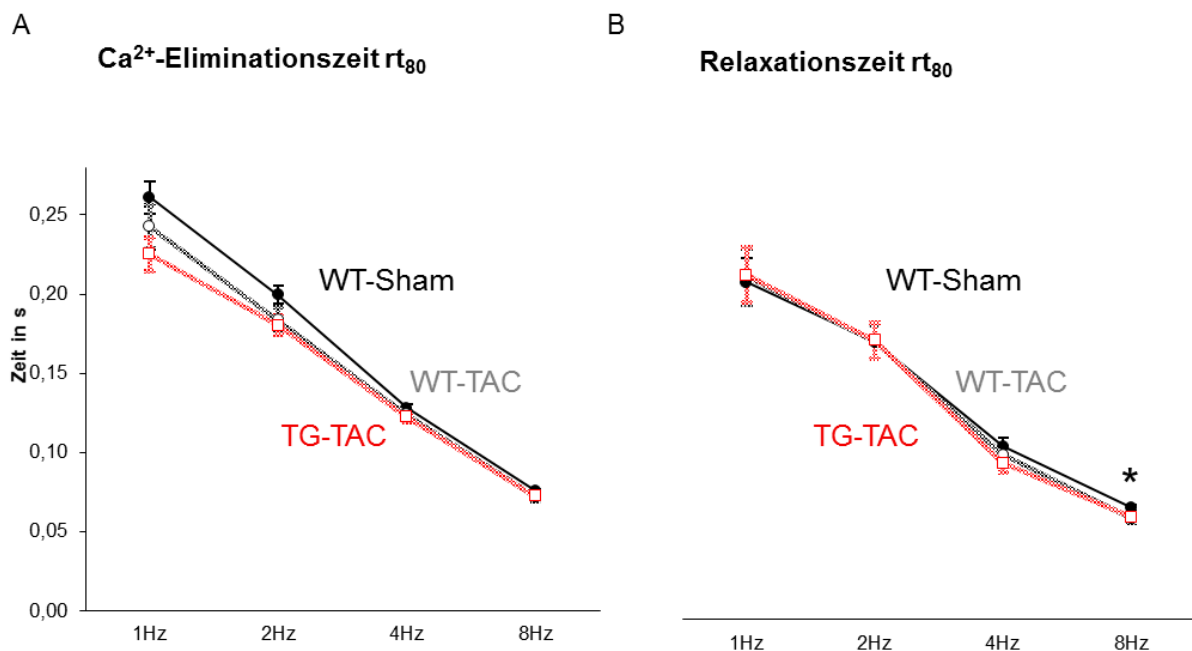 A
Ca²⁺-Eliminationszeit rt₈₀
Zeit in s
0,25
0,20
0,15
0,10
0,05
0,00
WT-Sham
WT-TAC
TG-TAC
1Hz 2Hz 4Hz 8Hz
B
Relaxationszeit rt₈₀
WT-Sham
WT-TAC
TG-TAC
*
1Hz 2Hz 4Hz 8Hz